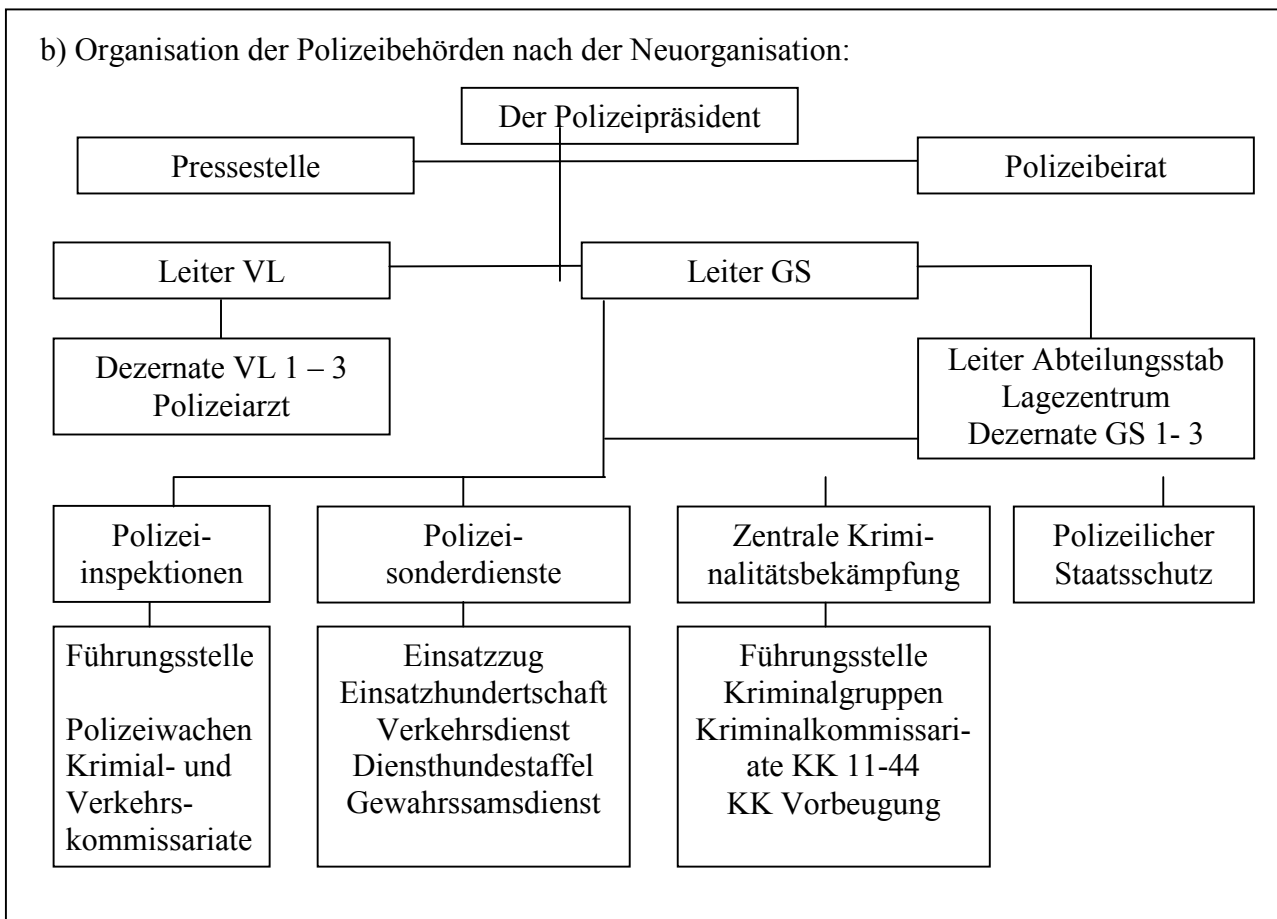 b) Organisation der Polizeibehörden nach der Neuorganisation:
Der Polizeipräsident
Pressestelle
Polizeibeirat
Leiter VL
Leiter GS
Dezernate VL 1 – 3
Polizeiarzt
Leiter Abteilungsstab
Lagezentrum
Dezernate GS 1- 3
Polizei-
inspektionen
Polizei-
sonderdienste
Zentrale Krimi-
nalitätsbekämpfung
Polizeilicher
Staatsschutz
Führungsstelle
Polizeiwachen
Krimial- und
Verkehrs-
kommissariate
Einsatzzug
Einsatzhundertschaft
Verkehrsdienst
Diensthundestaffel
Gewahrssamsdienst
Führungsstelle
Kriminalgruppen
Kriminalkommissari-
ate KK 11-44
KK Vorbeugung